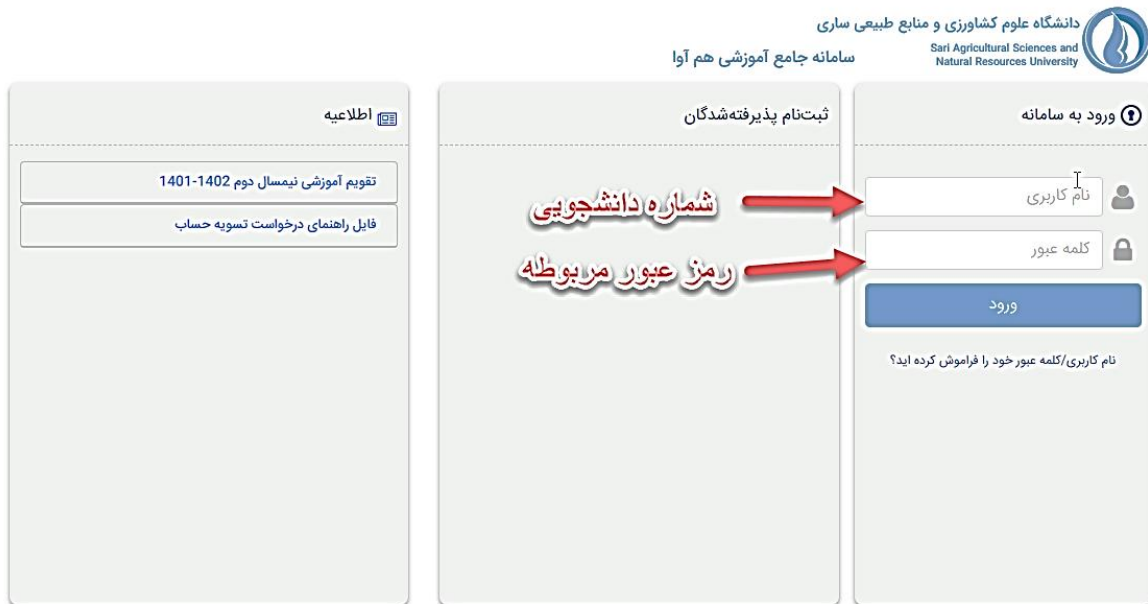 دانشگاه علوم کشاورزی و منابع طبیعی ساری
Sari Agricultural Sciences and
Natural Resources University
سامانه جامع آموزشی هم آوا
ورود به سامانه
نام کاربری
کلمه عبور
ورود
نام کاربری/کلمه عبور خود را فراموش کرده اید؟
ثبت‌نام پذیرفته‌شدگان
شماره دانشجویی
رمز عبور مربوطه
اطلاعیه
تقویم آموزشی نیمسال دوم 1402-1401
فایل راهنمای درخواست تسویه حساب